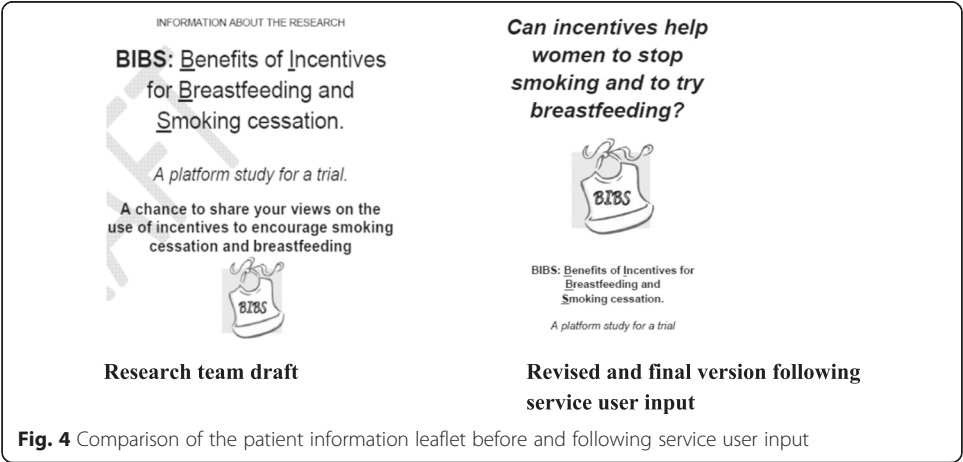 INFORMATION ABOUT THE RESEARCH
BIBS: Benefits of Incentives
for Breastfeeding and
Smoking cessation.
A platform study for a trial.
A chance to share your views on the
use of incentives to encourage smoking
cessation and breastfeeding
BIBS
Research team draft
Can incentives help
women to stop
smoking and to try
breastfeeding?
BIBS
BIBS: Benefits of Incentives for
Breastfeeding and
Smoking cessation.
A platform study for a trial
Revised and final version following
service user input
Fig. 4 Comparison of the patient information leaflet before and following service user input